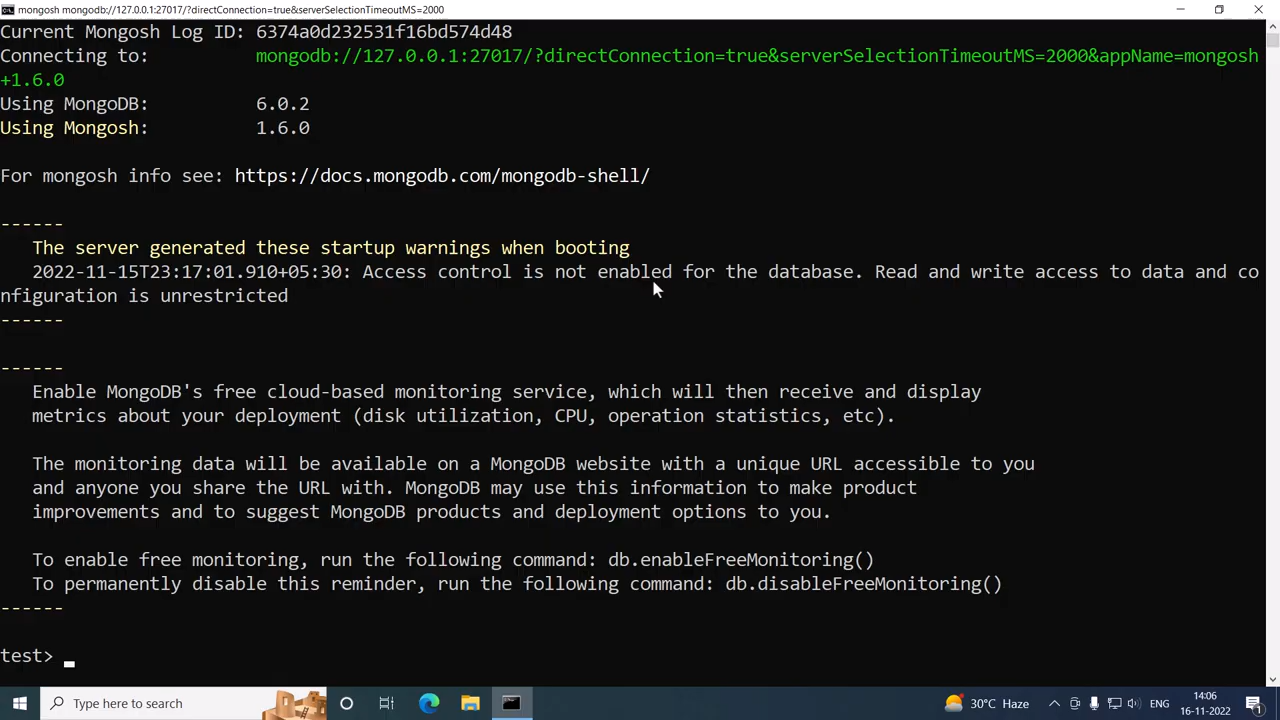 mongosh mongodb://127.0.0.1:27017/?directConnection=true&serverSelectionTimeoutMS=2000
Current Mongosh Log ID: 6374a0d232531f16bd574d48
Connecting to: mongodb://127.0.0.1:27017/?directConnection=true&serverSelectionTimeoutMS=2000&appName=mongosh
+1.6.0
Using MongoDB: 6.0.2
Using Mongosh: 1.6.0
For mongosh info see: https://docs.mongodb.com/mongodb-shell/
------
The server generated these startup warnings when booting
2022-11-15T23:17:01.910+05:30: Access control is not enabled for the database. Read and write access to data and co
nfiguration is unrestricted
------
------
Enable MongoDB's free cloud-based monitoring service, which will then receive and display
metrics about your deployment (disk utilization, CPU, operation statistics, etc).
The monitoring data will be available on a MongoDB website with a unique URL accessible to you
and anyone you share the URL with. MongoDB may use this information to make product
improvements and to suggest MongoDB products and deployment options to you.
To enable free monitoring, run the following command: db.enableFreeMonitoring()
To permanently disable this reminder, run the following command: db.disableFreeMonitoring()
------
test>
Type here to search
30°C Haze
ENG
14:06
16-11-2022
1